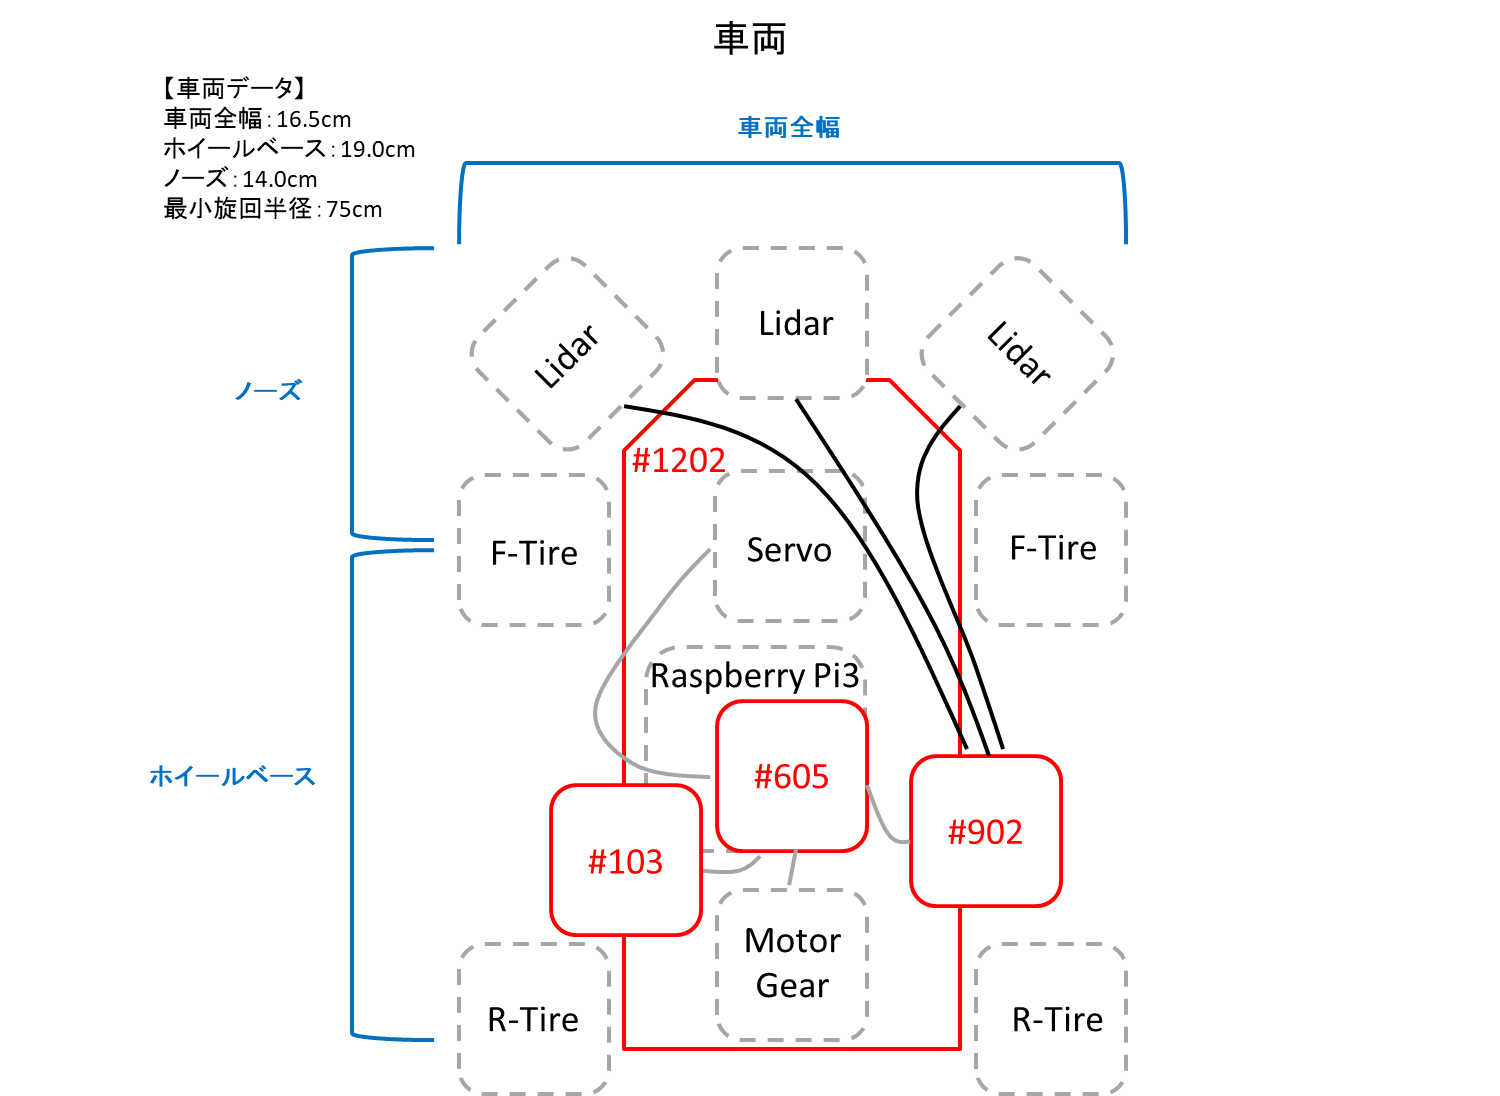 車両
【車両データ】
車両全幅：16.5cm
ホイールベース：19.0cm
ノーズ：14.0cm
最小旋回半径：75cm
車両全幅
Lidar
Lidar
Lidar
ノーズ
#1202
F-Tire
Servo
F-Tire
Raspberry Pi3
ホイールベース
#605
#902
#103
Motor
Gear
R-Tire
R-Tire